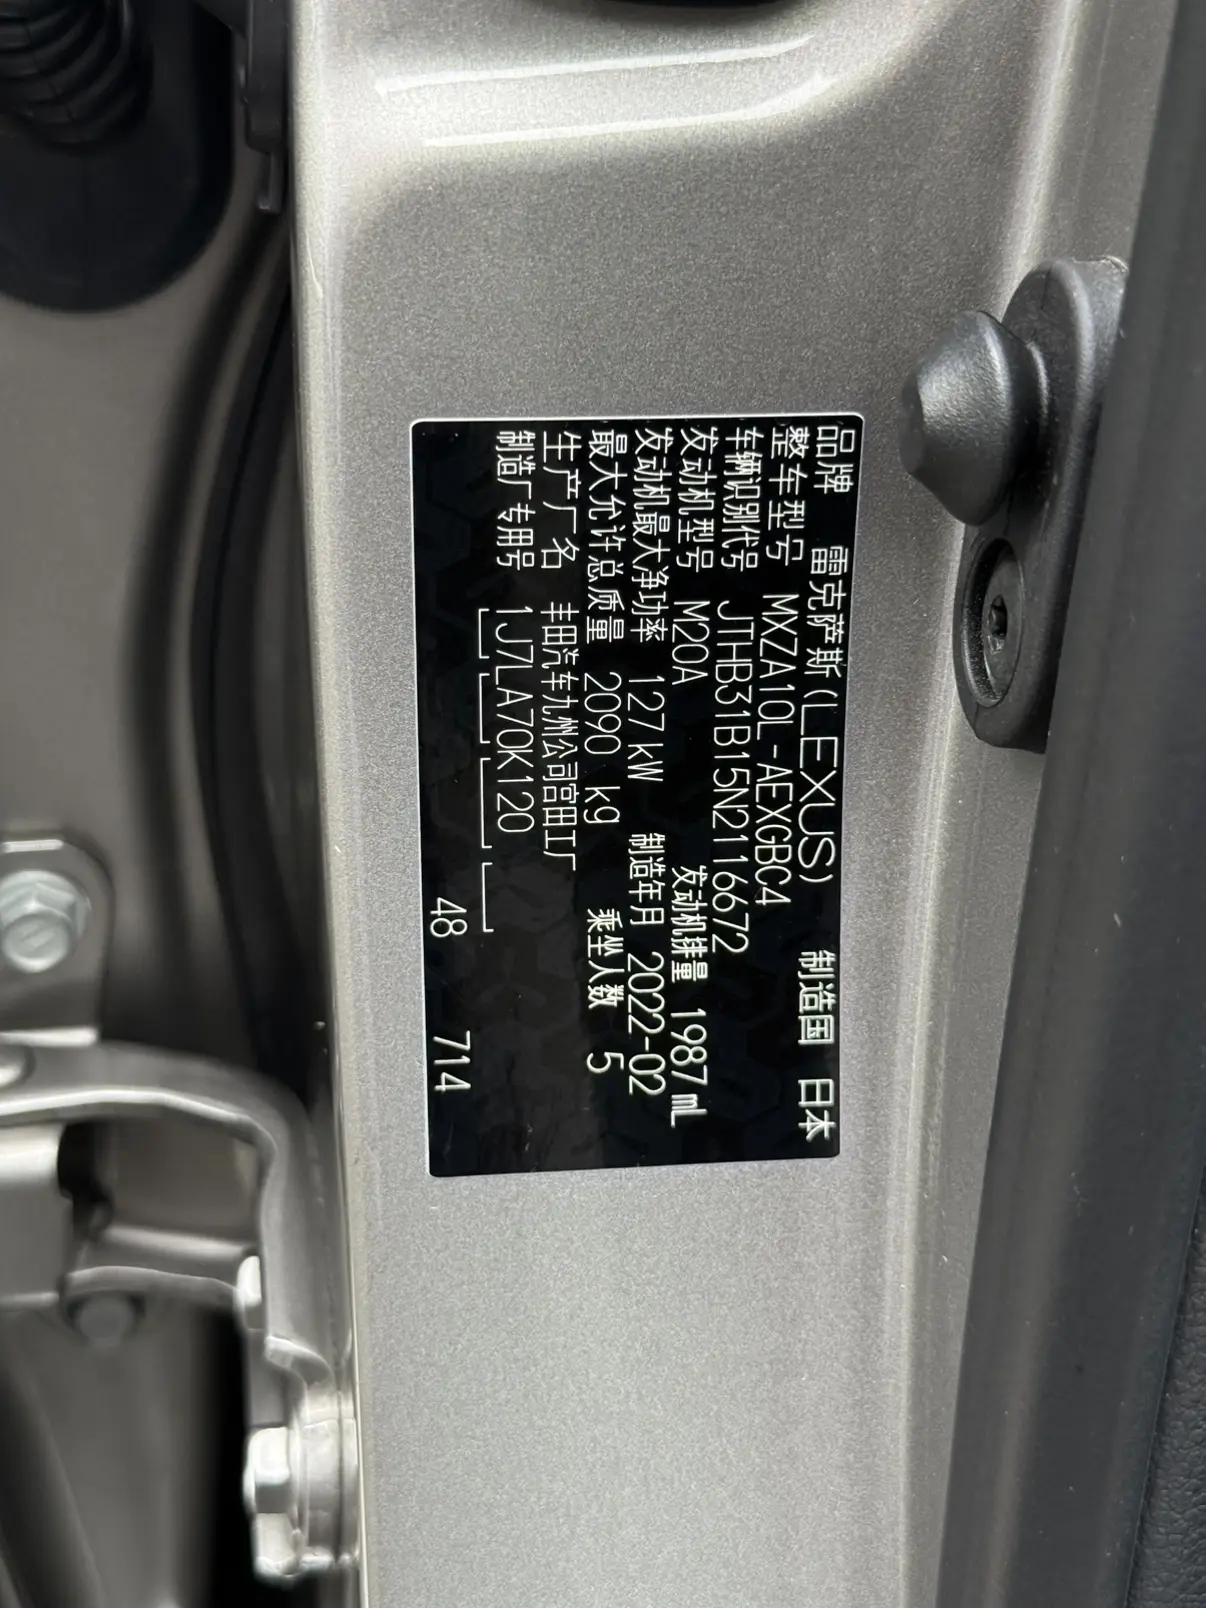 品牌 雷克萨斯(LEXUS) 制造国 日本
整车型号 MXZA10L-AEXGBC4
车辆识别代号 JTHB31B15N2116672
发动机型号 M20A 发动机排量 1987 mL
发动机最大净功率 127 kW 制造年月 2022-02
最大允许总质量 2090 kg 乘坐人数 5
生产厂名 丰田汽车九州公司宫田工厂
制造厂专用号 1J7LA70K120
48 714